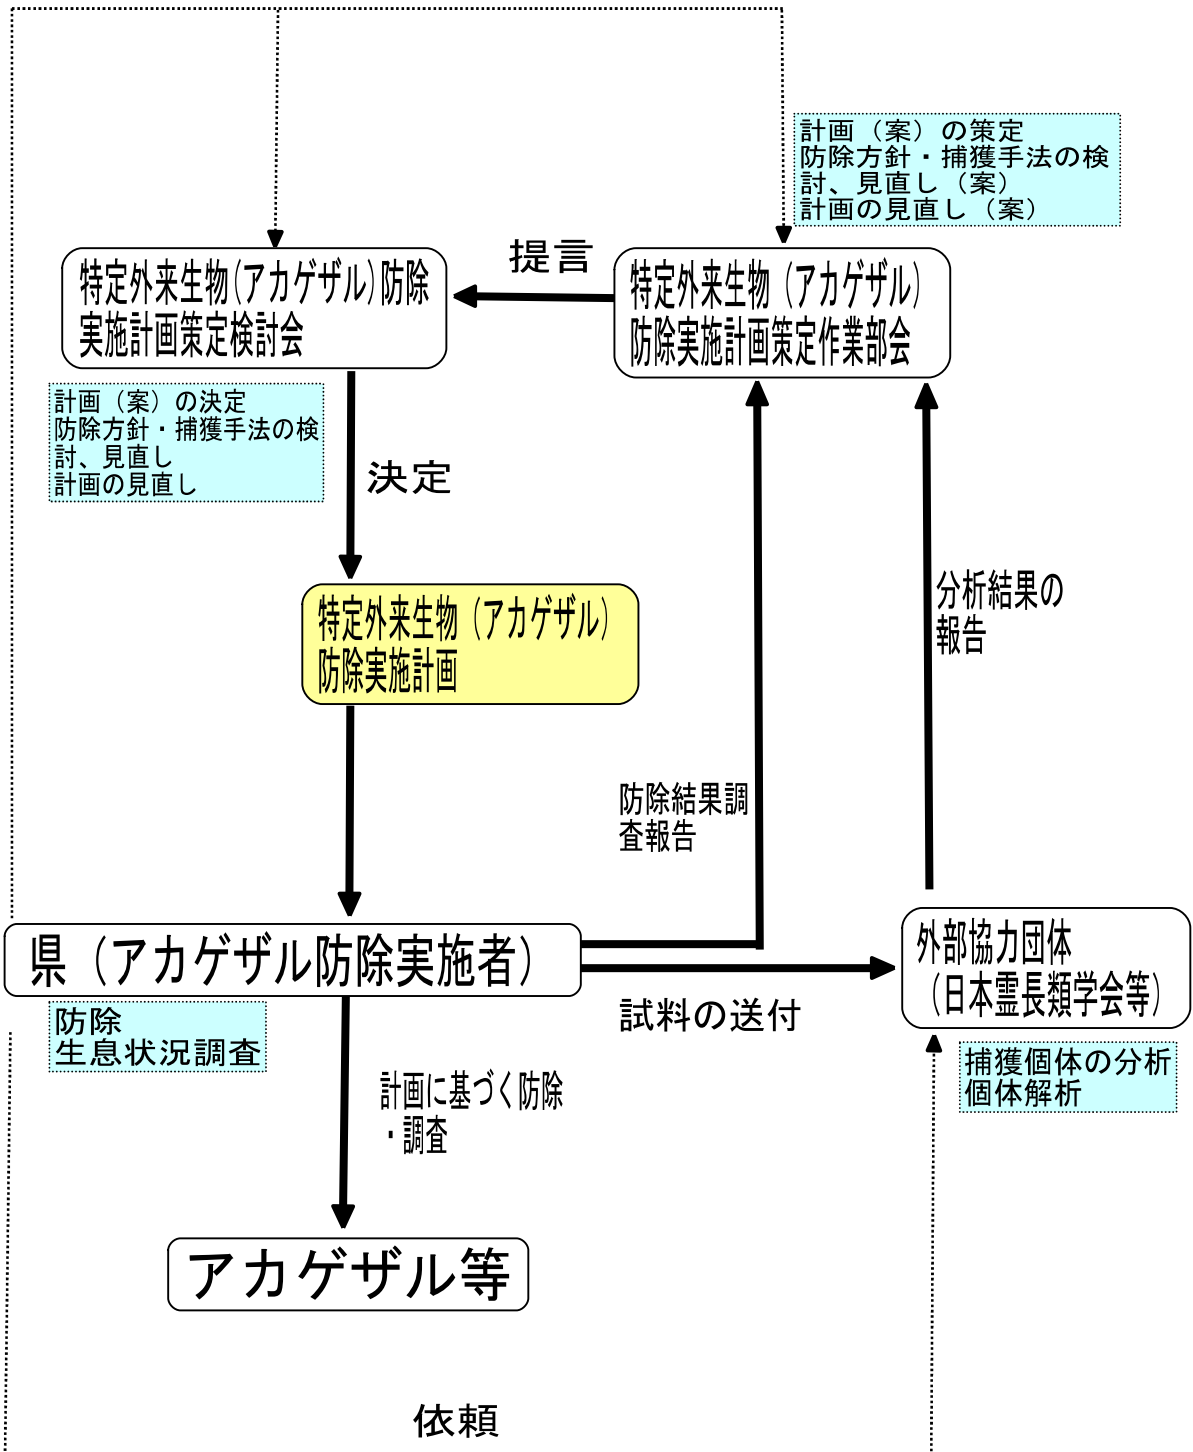 計画（案）の策定
防除方針・捕獲手法の検
討、見直し（案）
計画の見直し（案）
提言
特定外来生物(アカゲザル)防除
実施計画策定検討会
特定外来生物（アカゲザル）
防除実施計画策定作業部会
計画（案）の決定
防除方針・捕獲手法の検
討、見直し
計画の見直し
決定
特定外来生物（アカゲザル）
防除実施計画
分析結果の
報告
防除結果調
査報告
県（アカゲザル防除実施者）
外部協力団体
（日本霊長類学会等）
防除
生息状況調査
試料の送付
捕獲個体の分析
個体解析
計画に基づく防除
・調査
アカゲザル等
依頼